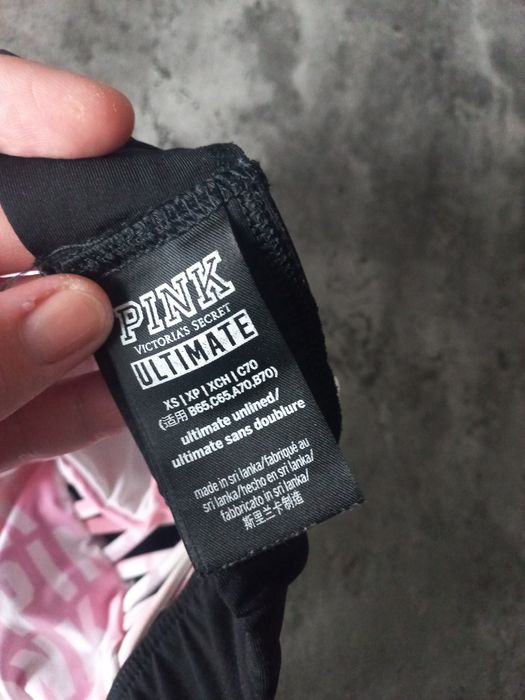 PINK
VICTORIA'S SECRET
ULTIMATE
XS | XP | XCH | C70
(适用 B65,C65,A70,B70)
ultimate unlined/
ultimate sans doublure
made in sri lanka/fabriqué au
sri lanka/hecho en sri lanka/
fabbricato in sri lanka/
斯里兰卡制造